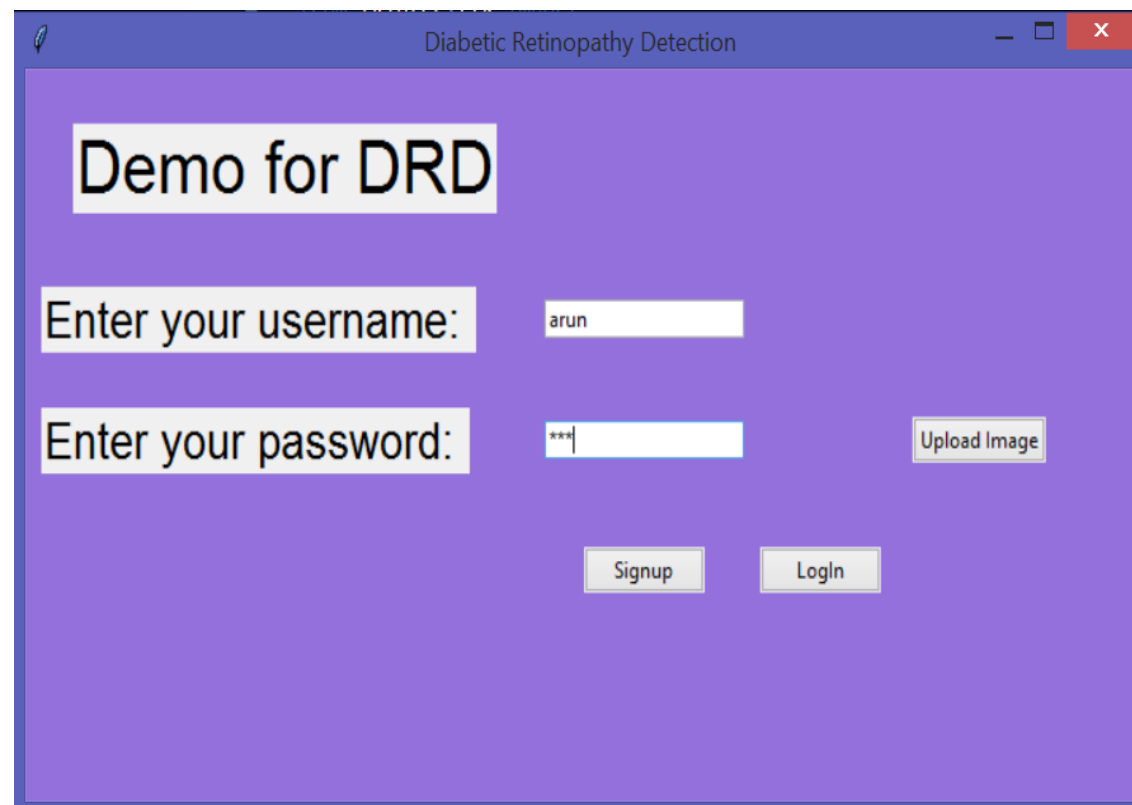 Diabetic Retinopathy Detection
Demo for DRD
Enter your username:
arun
Enter your password:
***
Upload Image
Signup
LogIn